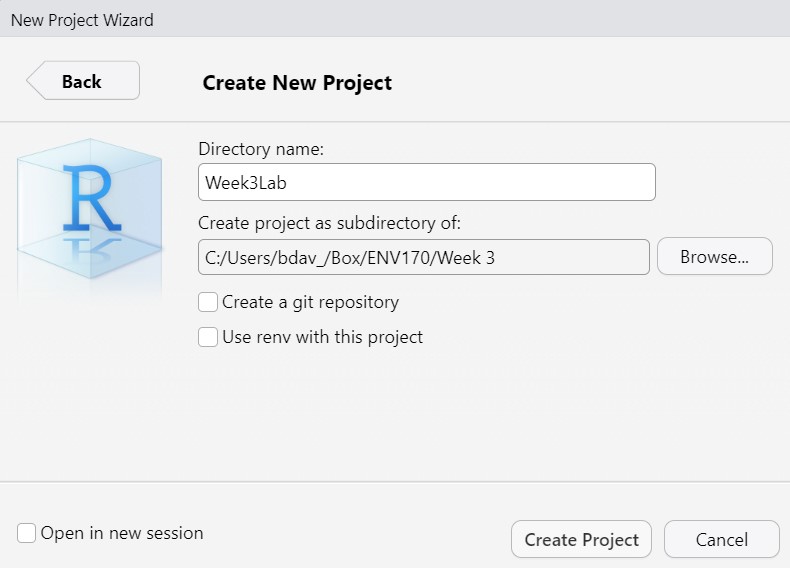 New Project Wizard
Back
Create New Project
R
Directory name:
Week3Lab
Create project as subdirectory of:
C:/Users/bdav_/Box/ENV170/Week 3
Browse...
Create a git repository
Use renv with this project
Open in new session
Create Project
Cancel